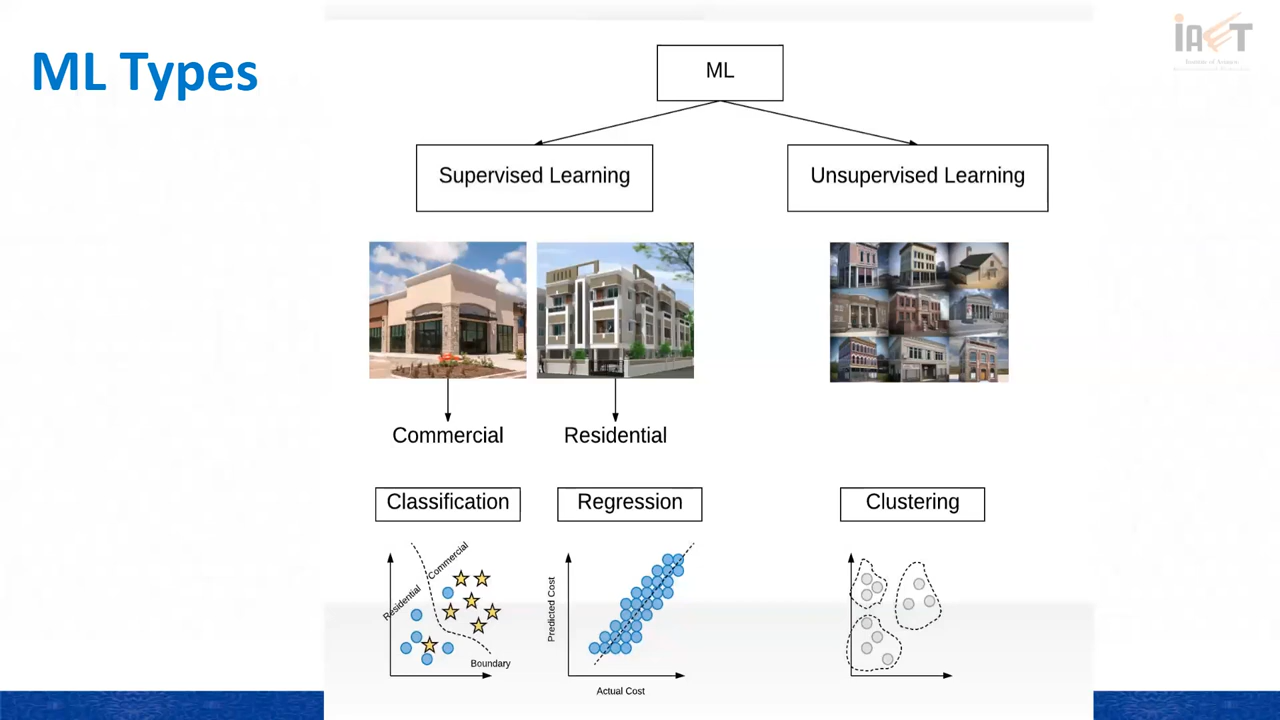 ML Types
IAET
ML
Supervised Learning
Unsupervised Learning
Commercial
Residential
Classification
Regression
Clustering
Residential
Commercial
Boundary
Predicted Cost
Actual Cost